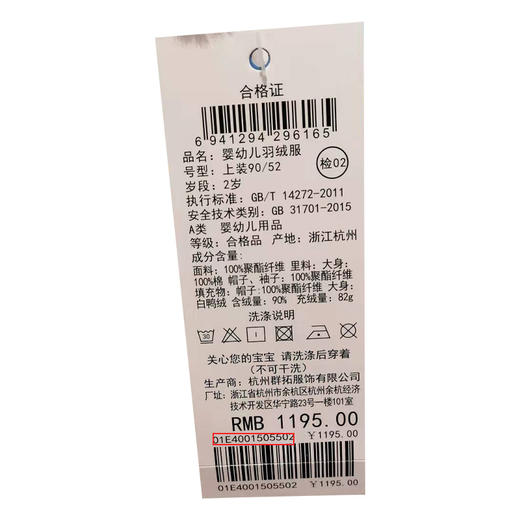 合格证
6 941294 296165
品名：婴幼儿羽绒服
号型：上装90/52
检02
岁段：2岁
执行标准：GB/T 14272-2011
安全技术类别：GB 31701-2015
A类 婴幼儿用品
等级：合格品 产地：浙江杭州
成分含量：
面料：100%聚酯纤维 里料：大身：
100%棉 帽子、袖子：100%聚酯纤维
填充物：帽子:100%聚酯纤维 大身：
白鸭绒 含绒量：90% 充绒量：82g
洗涤说明
30
关心您的宝宝 请洗涤后穿着
（不可干洗）
生产商：杭州群拓服饰有限公司
厂址：浙江省杭州市余杭区杭州余杭经济
技术开发区华宁路23号一楼101室
RMB 1195.00
01E4001505502 ￥1195.00
01E4001505502 ￥1195.00